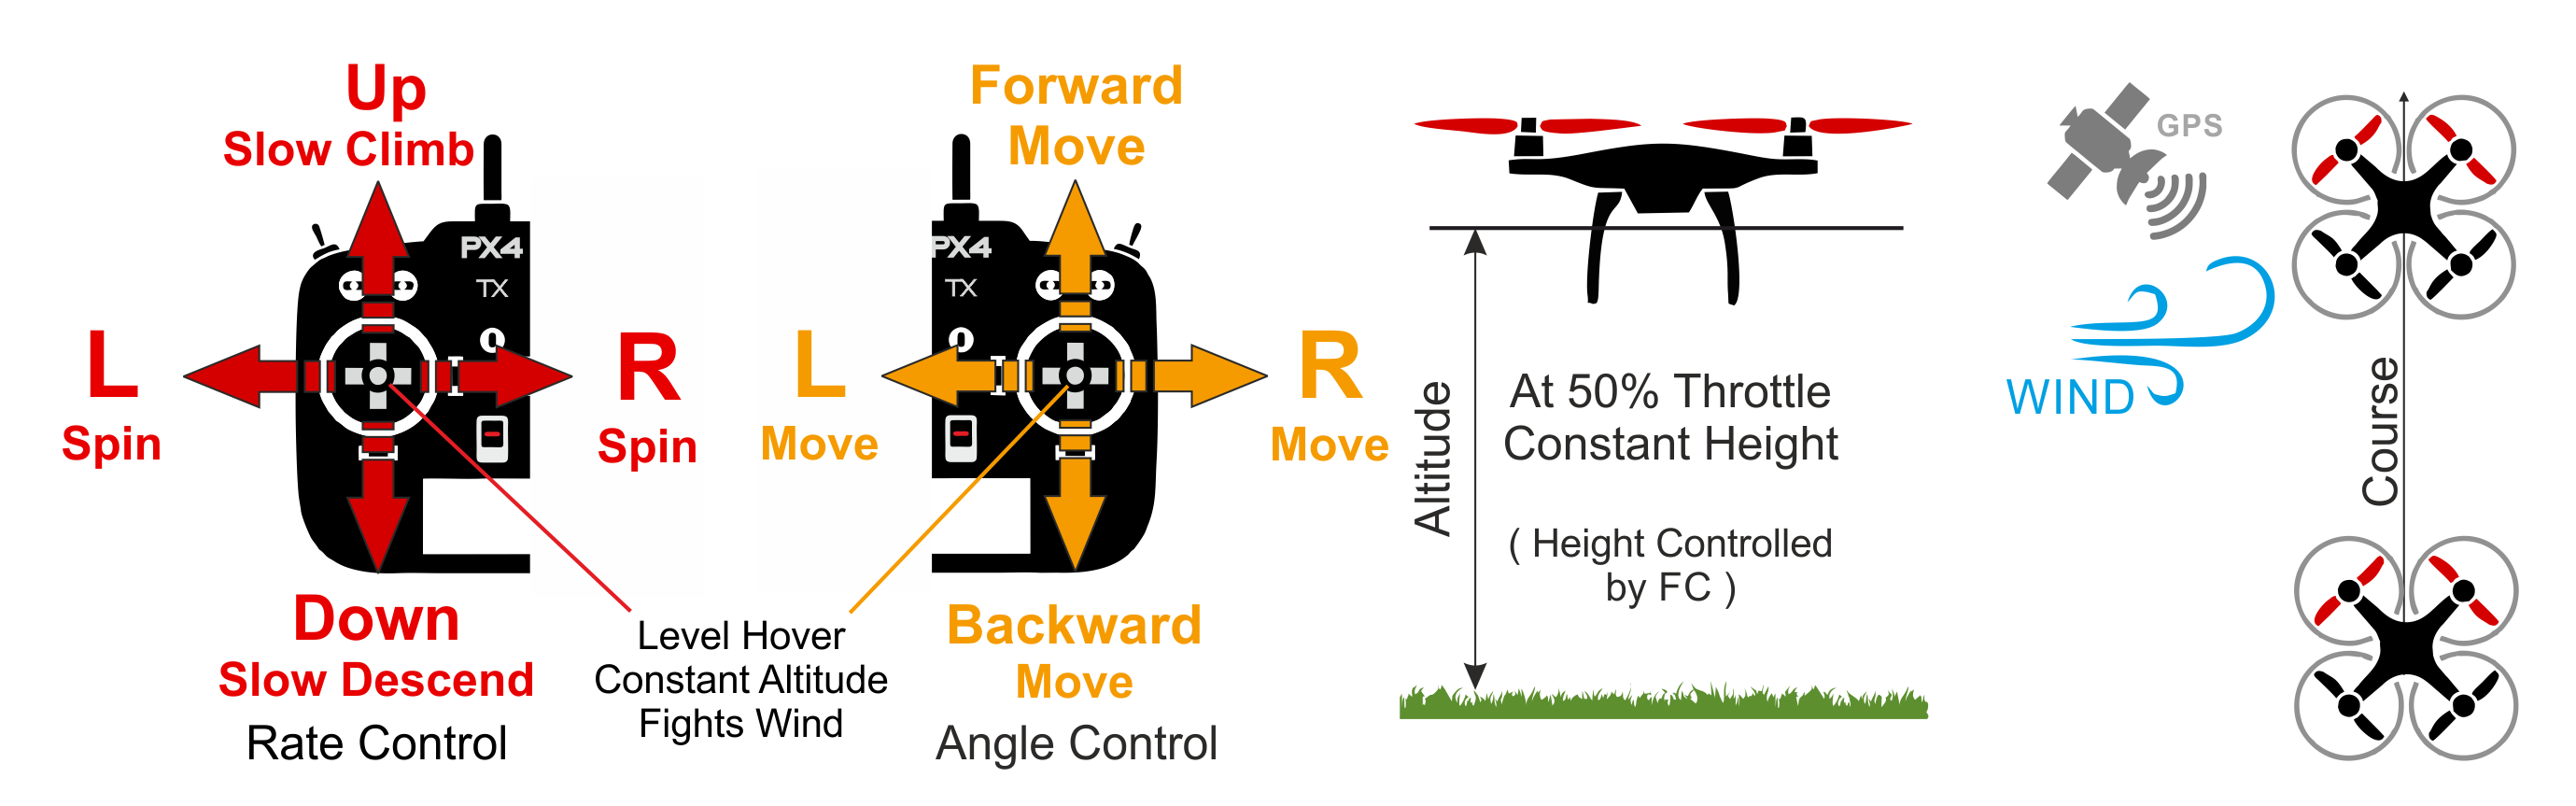 Up
Slow Climb
PX4
TX
L
Spin
R
Spin
Down
Slow Descend
Rate Control
Forward
Move
PX4
TX
L
Move
R
Move
Level Hover
Constant Altitude
Fights Wind
Backward
Move
Angle Control
Altitude
At 50% Throttle
Constant Height
( Height Controlled
by FC )
GPS
WIND
Course